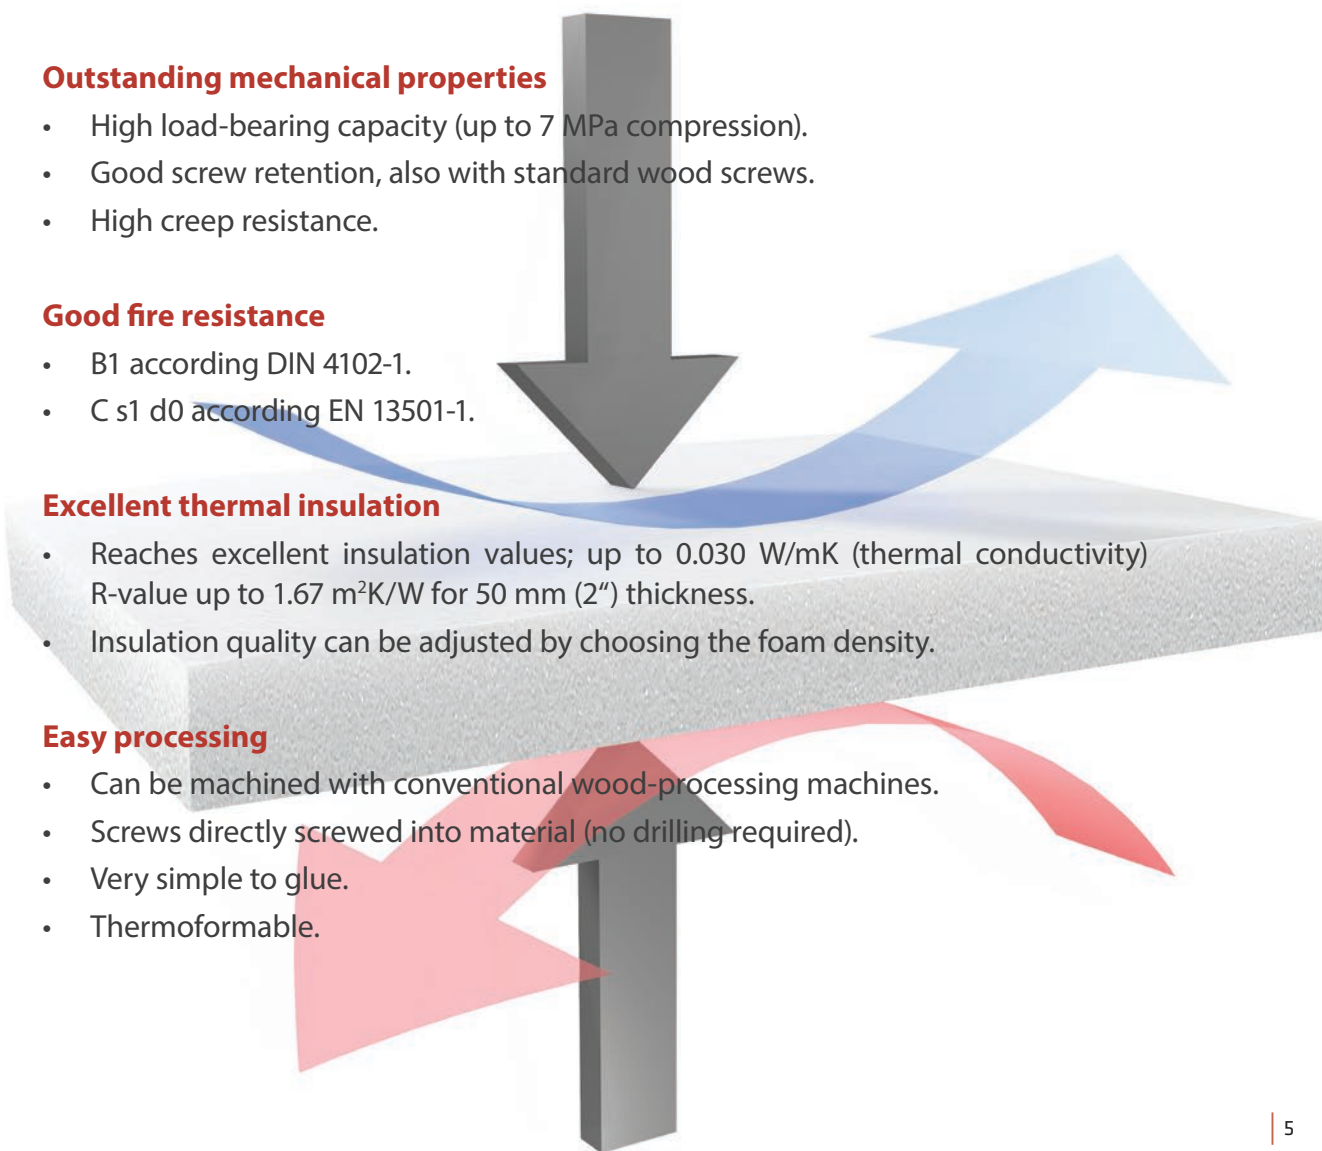 Outstanding mechanical properties
• High load-bearing capacity (up to 7 MPa compression).
• Good screw retention, also with standard wood screws.
• High creep resistance.
Good fire resistance
• B1 according DIN 4102-1.
• C s1 d0 according EN 13501-1.
Excellent thermal insulation
• Reaches excellent insulation values; up to 0.030 W/mK (thermal conductivity)
R-value up to 1.67 m²K/W for 50 mm (2“) thickness.
• Insulation quality can be adjusted by choosing the foam density.
Easy processing
• Can be machined with conventional wood-processing machines.
• Screws directly screwed into material (no drilling required).
• Very simple to glue.
• Thermoformable.
5